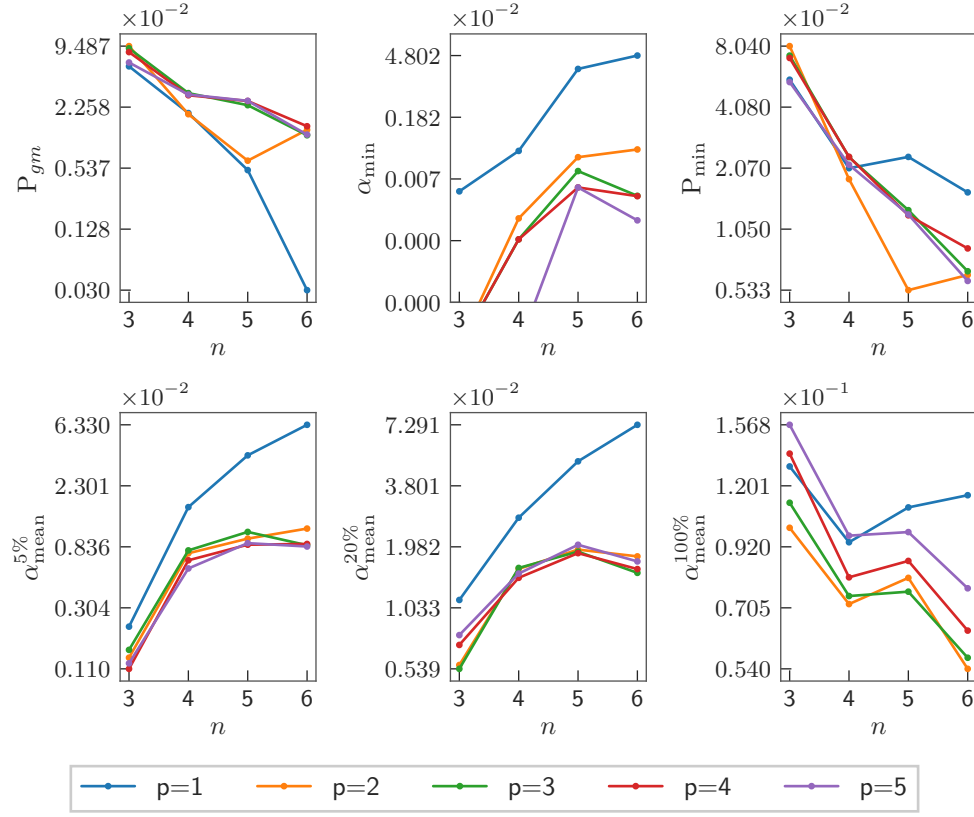 ×10⁻² ×10⁻² ×10⁻²
9.487 4.802 8.040
2.258 0.182 4.080
0.537 0.007 2.070
0.128 0.000 1.050
0.030 0.000 0.533
P_gm α_min P_min
3 4 5 6 3 4 5 6 3 4 5 6
n n n
×10⁻² ×10⁻² ×10⁻¹
6.330 7.291 1.568
2.301 3.801 1.201
0.836 1.982 0.920
0.304 1.033 0.705
0.110 0.539 0.540
α_mean^5% α_mean^20% α_mean^100%
3 4 5 6 3 4 5 6 3 4 5 6
n n n
p=1 p=2 p=3 p=4 p=5